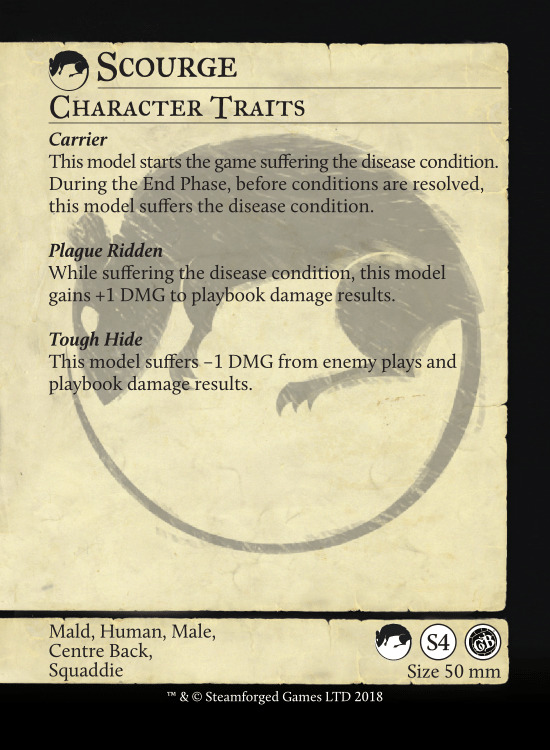 Scourge
Character Traits
Carrier
This model starts the game suffering the disease condition.
During the End Phase, before conditions are resolved,
this model suffers the disease condition.
Plague Ridden
While suffering the disease condition, this model
gains +1 DMG to playbook damage results.
Tough Hide
This model suffers –1 DMG from enemy plays and
playbook damage results.
Mald, Human, Male,
Centre Back,
Squaddie
S4
GB
Size 50 mm
™ & © Steamforged Games LTD 2018